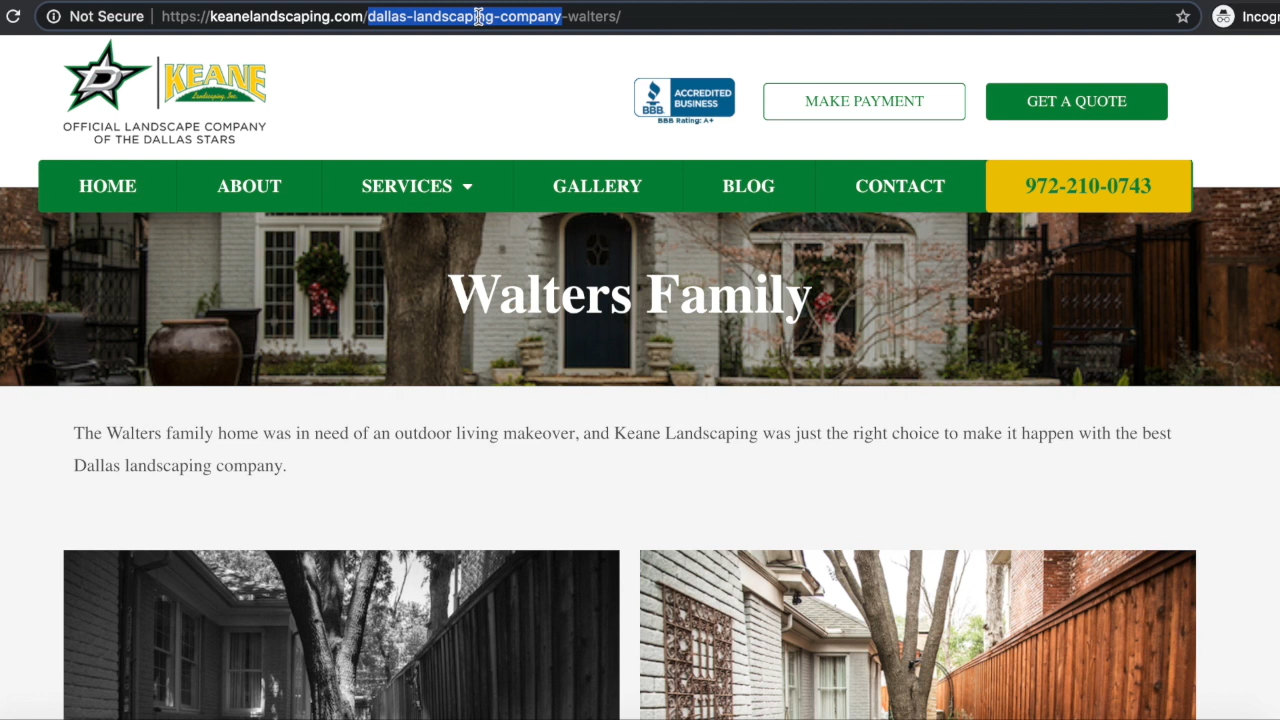 Not Secure | https://keanelandscaping.com/dallas-landscaping-company-walters/
Incog
D
KEANE
Landscaping, Inc.
OFFICIAL LANDSCAPE COMPANY
OF THE DALLAS STARS
BBB
ACCREDITED
BUSINESS
BBB Rating: A+
MAKE PAYMENT
GET A QUOTE
HOME ABOUT SERVICES GALLERY BLOG CONTACT 972-210-0743
Walters Family
The Walters family home was in need of an outdoor living makeover, and Keane Landscaping was just the right choice to make it happen with the best
Dallas landscaping company.